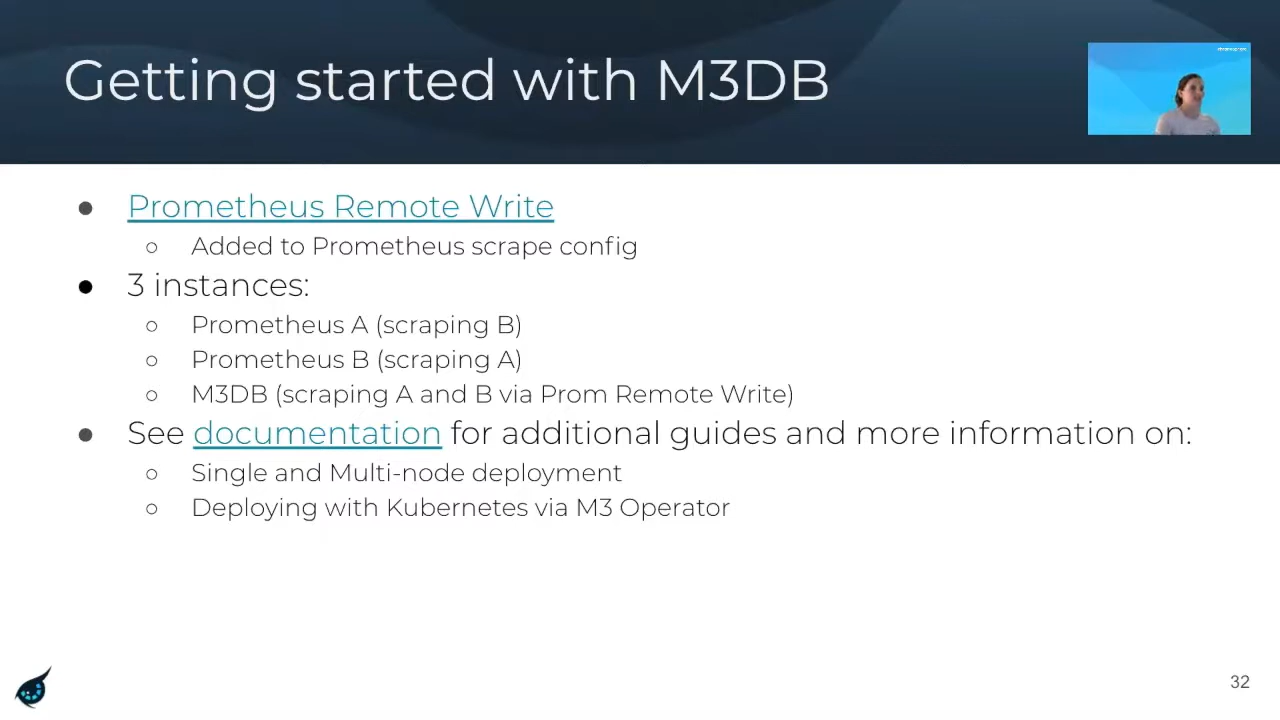 Getting started with M3DB
● Prometheus Remote Write
○ Added to Prometheus scrape config
● 3 instances:
○ Prometheus A (scraping B)
○ Prometheus B (scraping A)
○ M3DB (scraping A and B via Prom Remote Write)
● See documentation for additional guides and more information on:
○ Single and Multi-node deployment
○ Deploying with Kubernetes via M3 Operator
32